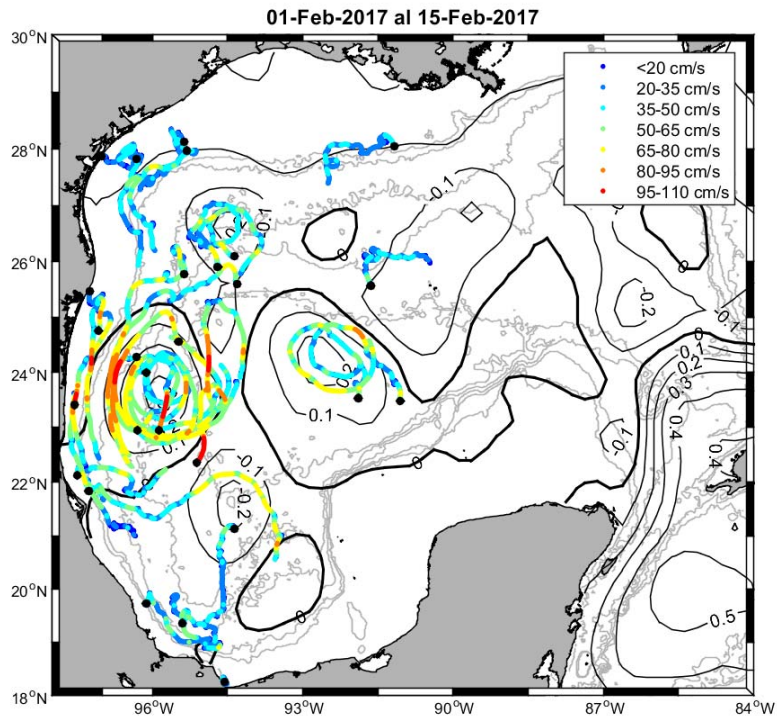 01-Feb-2017 al 15-Feb-2017
30°N
28°N
26°N
24°N
22°N
20°N
18°N
96°W
93°W
90°W
87°W
84°W
<20 cm/s
20-35 cm/s
35-50 cm/s
50-65 cm/s
65-80 cm/s
80-95 cm/s
95-110 cm/s
-0.1
0
0
-0.2
-0.1
0.2
0.1
0.2
0.3
0.4
0.4
0
-0.1
-0.1
-0.2
0
0.5